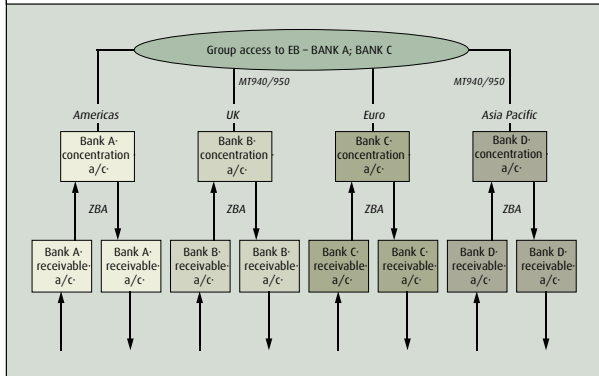 Group access to EB – BANK A; BANK C
MT940/950
MT940/950
Americas
UK
Euro
Asia Pacific
Bank A·
concentration
a/c·
Bank B·
concentration
a/c·
Bank C·
concentration
a/c·
Bank D·
concentration
a/c·
ZBA
ZBA
ZBA
ZBA
Bank A·
receivable·
a/c·
Bank A·
receivable·
a/c·
Bank B·
receivable·
a/c·
Bank B·
receivable·
a/c·
Bank C·
receivable·
a/c·
Bank C·
receivable·
a/c·
Bank D·
receivable·
a/c·
Bank D·
receivable·
a/c·